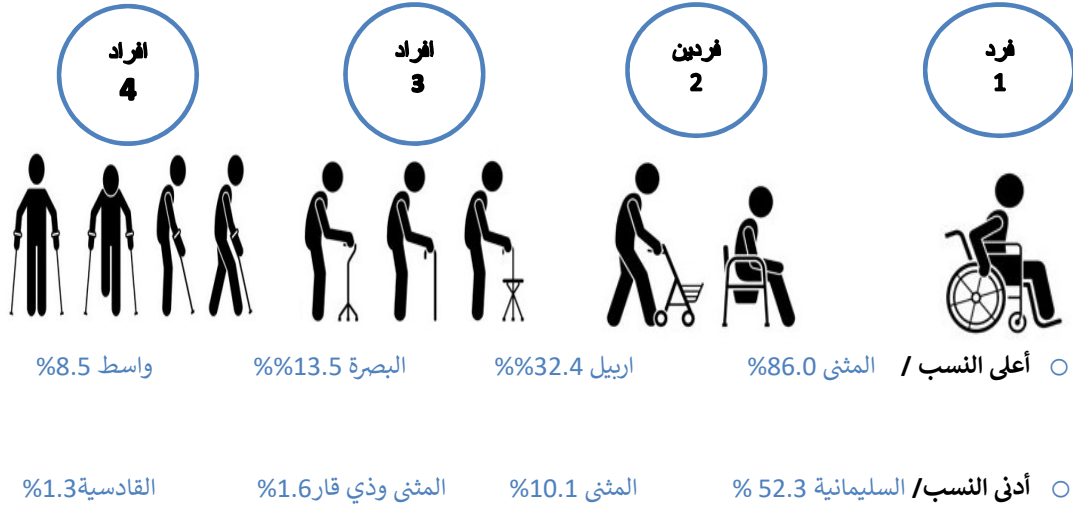 فرد
1
فردين
2
افراد
3
افراد
4
○ أعلى النسب / المثنى 86.0% اربيل 32.4%% البصرة 13.5%% واسط 8.5%
○ أدنى النسب/ السليمانية 52.3 % المثنى 10.1% المثنى وذي قار1.6% القادسية1.3%